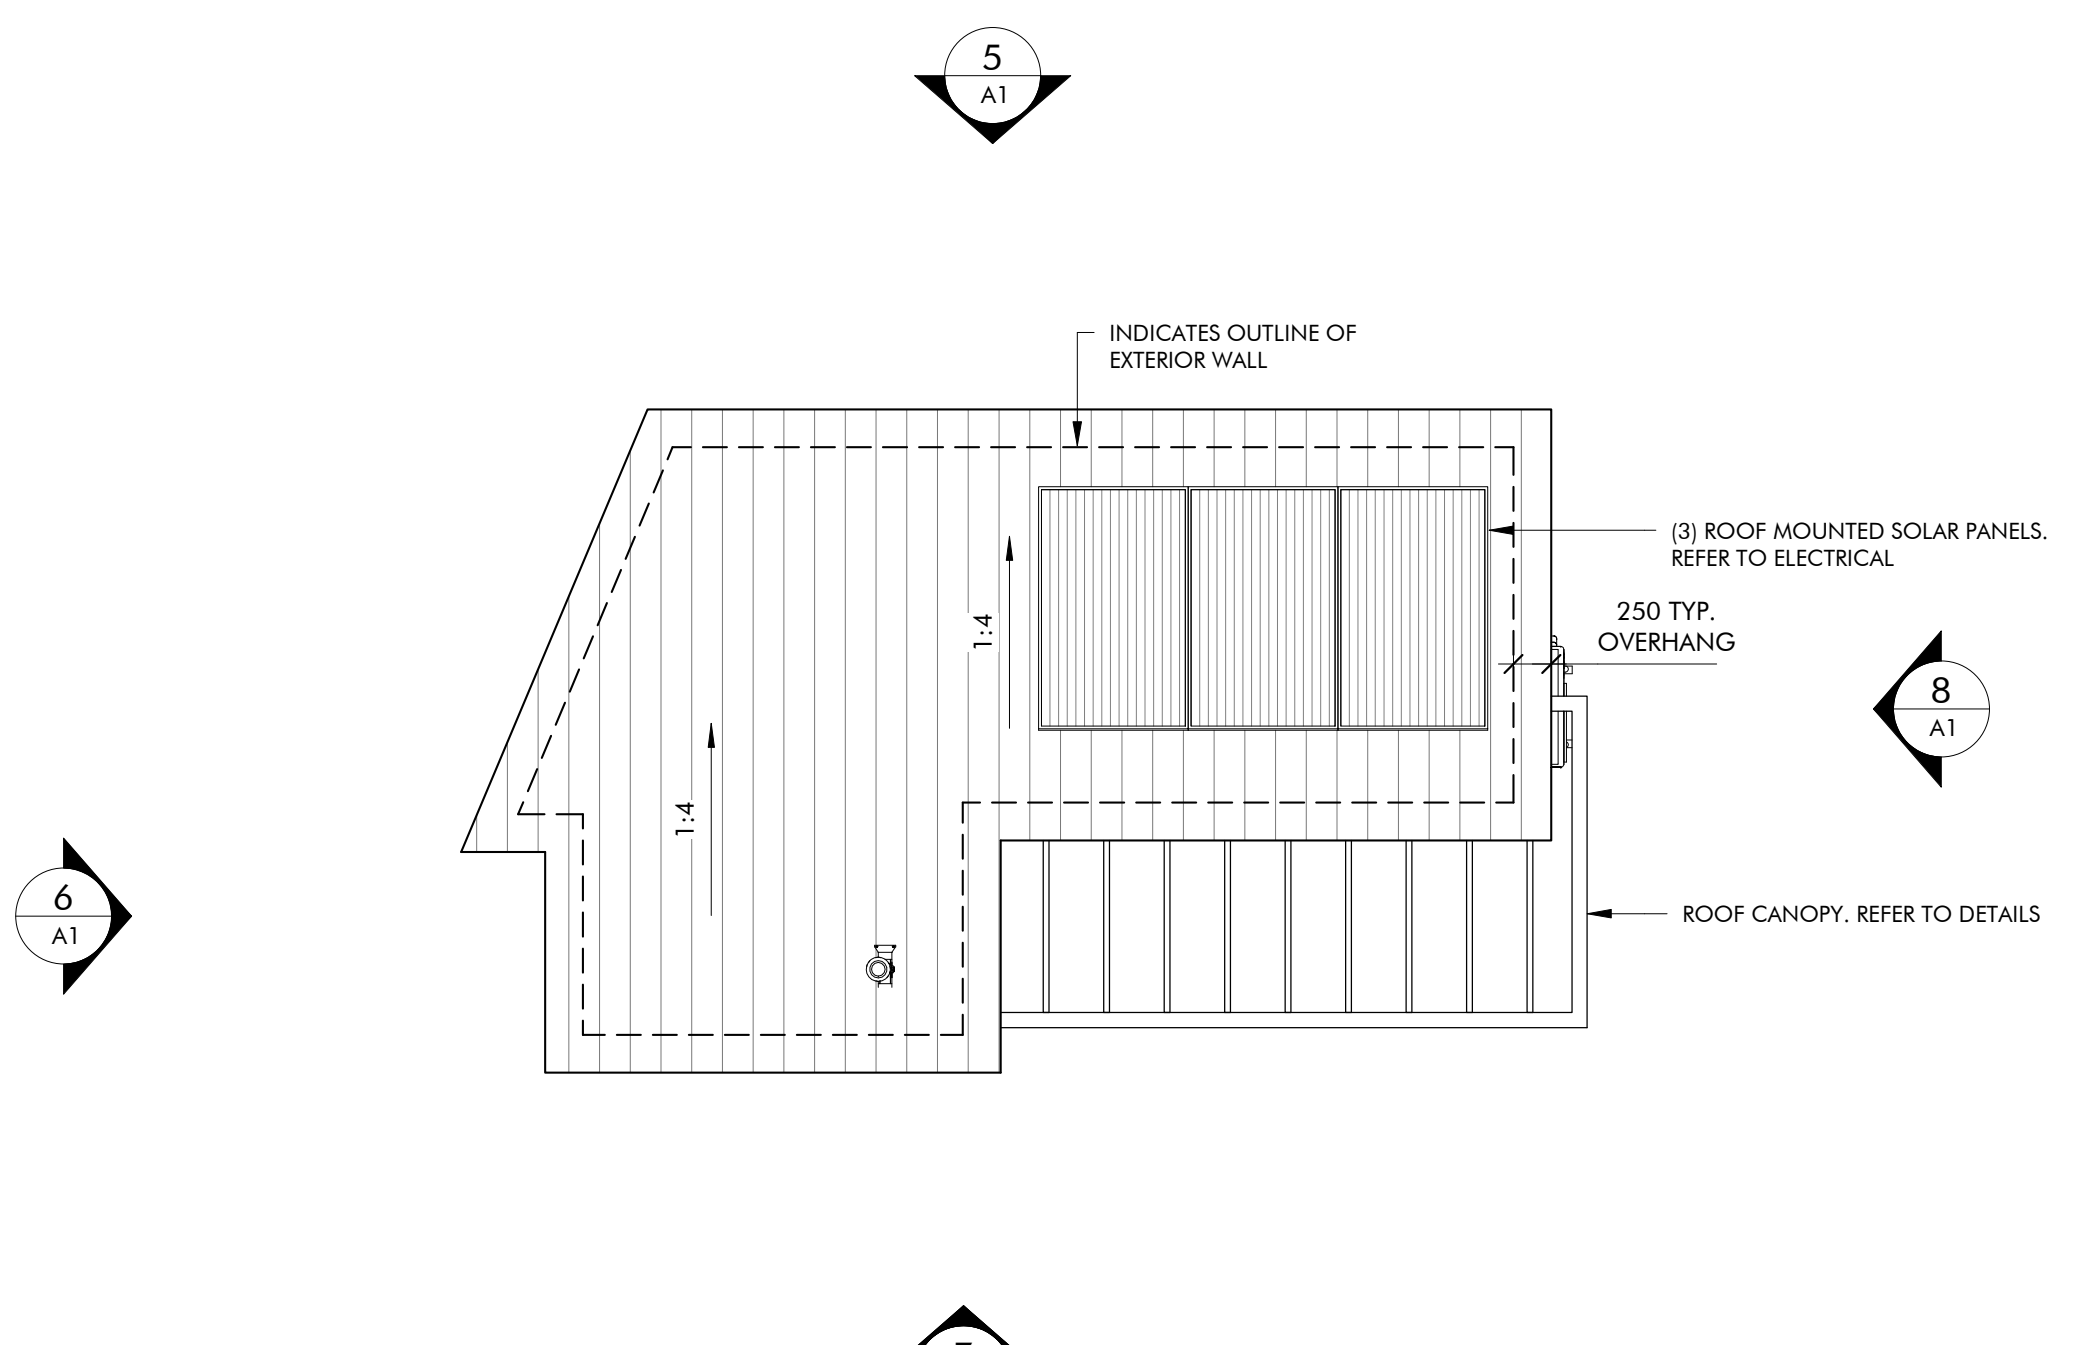 5
A1
INDICATES OUTLINE OF
EXTERIOR WALL
(3) ROOF MOUNTED SOLAR PANELS.
REFER TO ELECTRICAL
250 TYP.
OVERHANG
1:4
8
A1
1:4
6
A1
ROOF CANOPY. REFER TO DETAILS